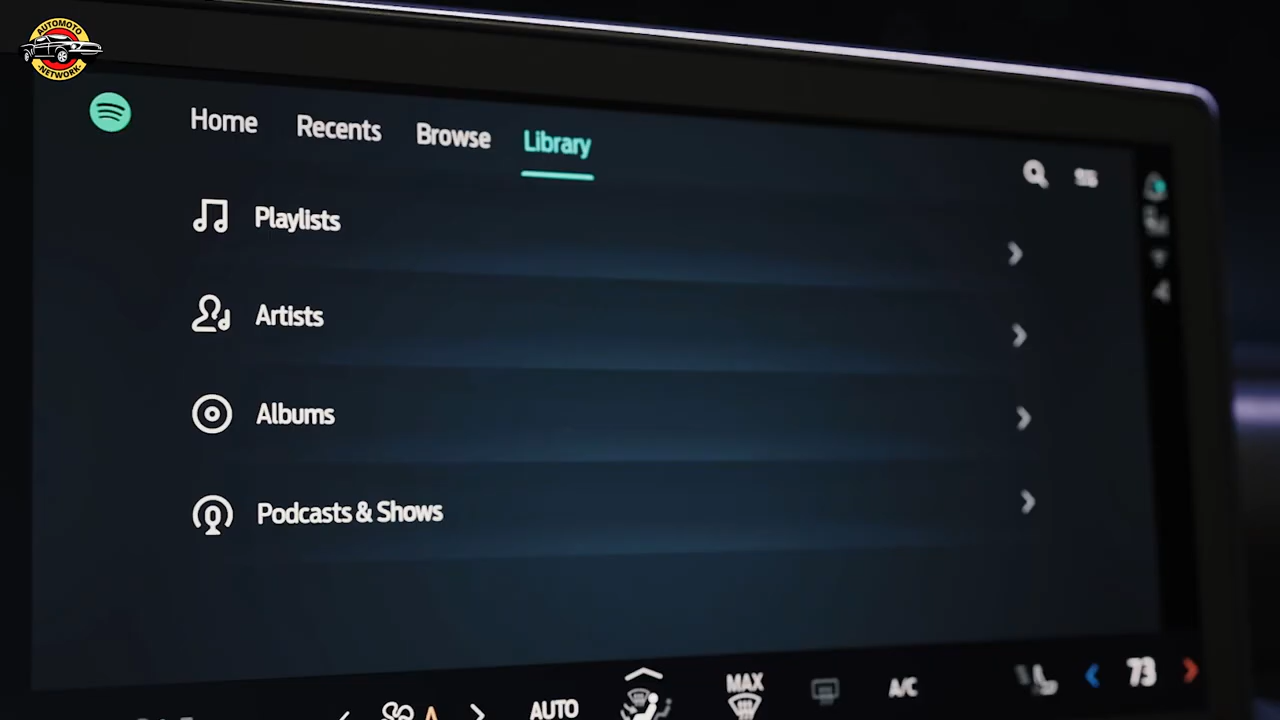 AUTOMOTO
NETWORK
Home Recents Browse Library
Playlists
Artists
Albums
Podcasts & Shows
AUTO MAX A/C 73